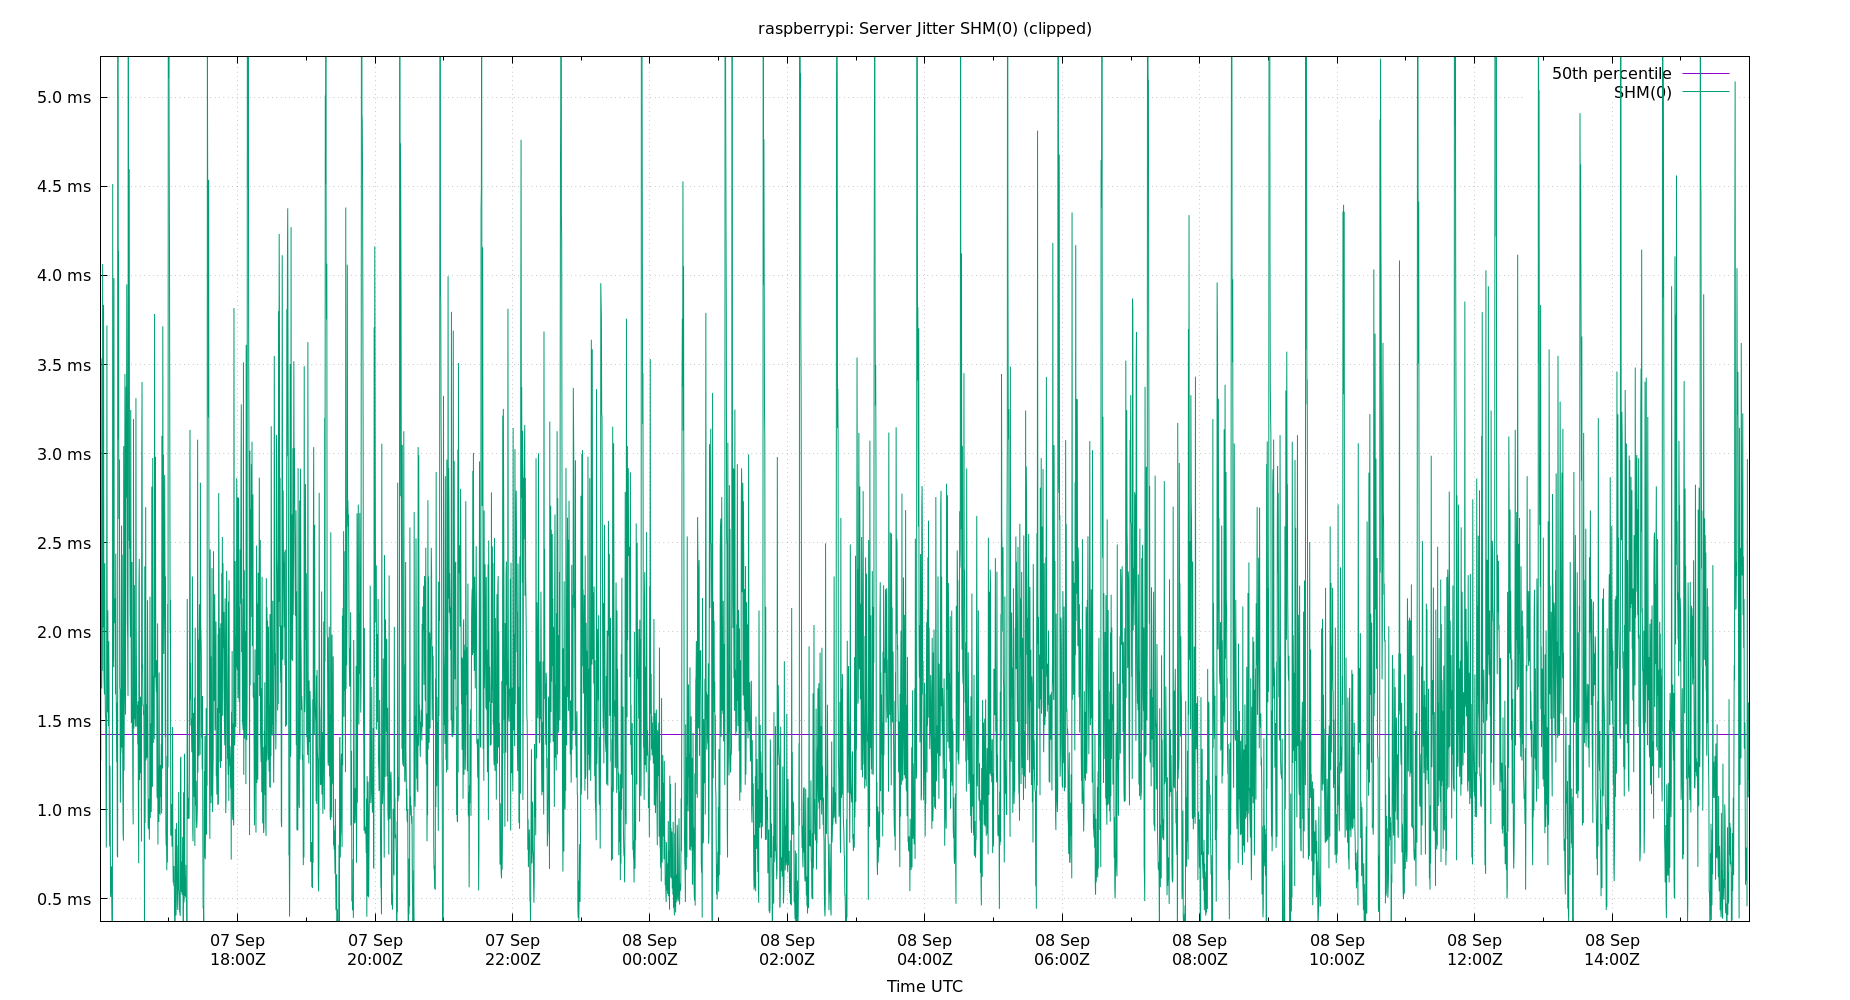 raspberrypi: Server Jitter SHM(0) (clipped)
50th percentile
SHM(0)
5.0 ms
4.5 ms
4.0 ms
3.5 ms
3.0 ms
2.5 ms
2.0 ms
1.5 ms
1.0 ms
0.5 ms
07 Sep 07 Sep 07 Sep 08 Sep 08 Sep 08 Sep 08 Sep 08 Sep 08 Sep 08 Sep 08 Sep
18:00Z 20:00Z 22:00Z 00:00Z 02:00Z 04:00Z 06:00Z 08:00Z 10:00Z 12:00Z 14:00Z
Time UTC